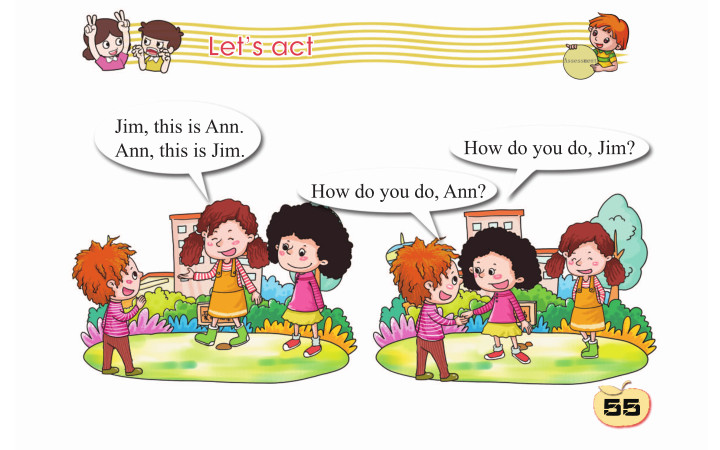 Let's act
Assessment
Jim, this is Ann.
Ann, this is Jim.
How do you do, Ann?
How do you do, Jim?
55